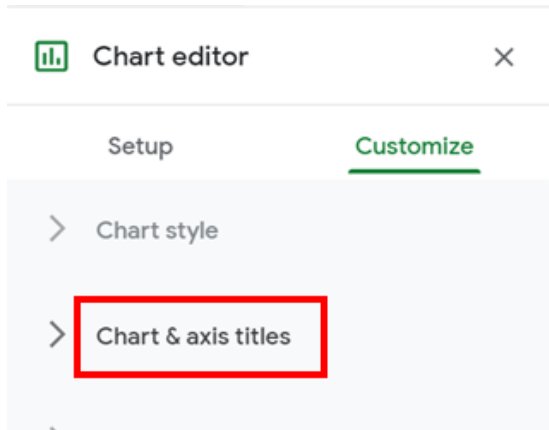 Chart editor
Setup Customize
Chart style
Chart & axis titles